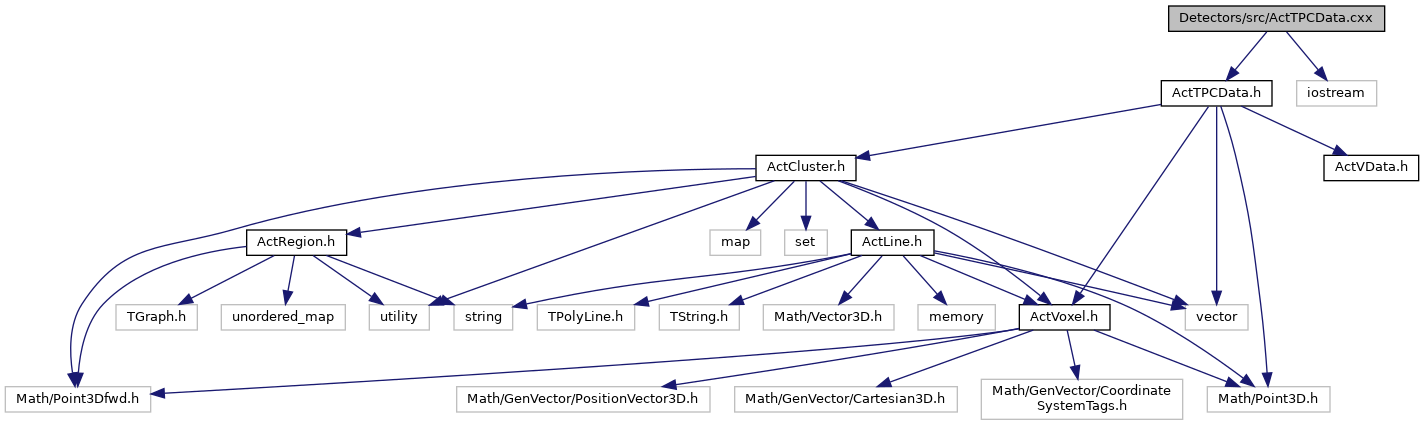 Detectors/src/ActTPCData.cxx
ActTPCData.h
iostream
ActCluster.h
ActVData.h
ActRegion.h
map
set
ActLine.h
TGraph.h
unordered_map
utility
string
TPolyLine.h
TString.h
Math/Vector3D.h
memory
ActVoxel.h
vector
Math/Point3Dfwd.h
Math/GenVector/PositionVector3D.h
Math/GenVector/Cartesian3D.h
Math/GenVector/Coordinate
SystemTags.h
Math/Point3D.h